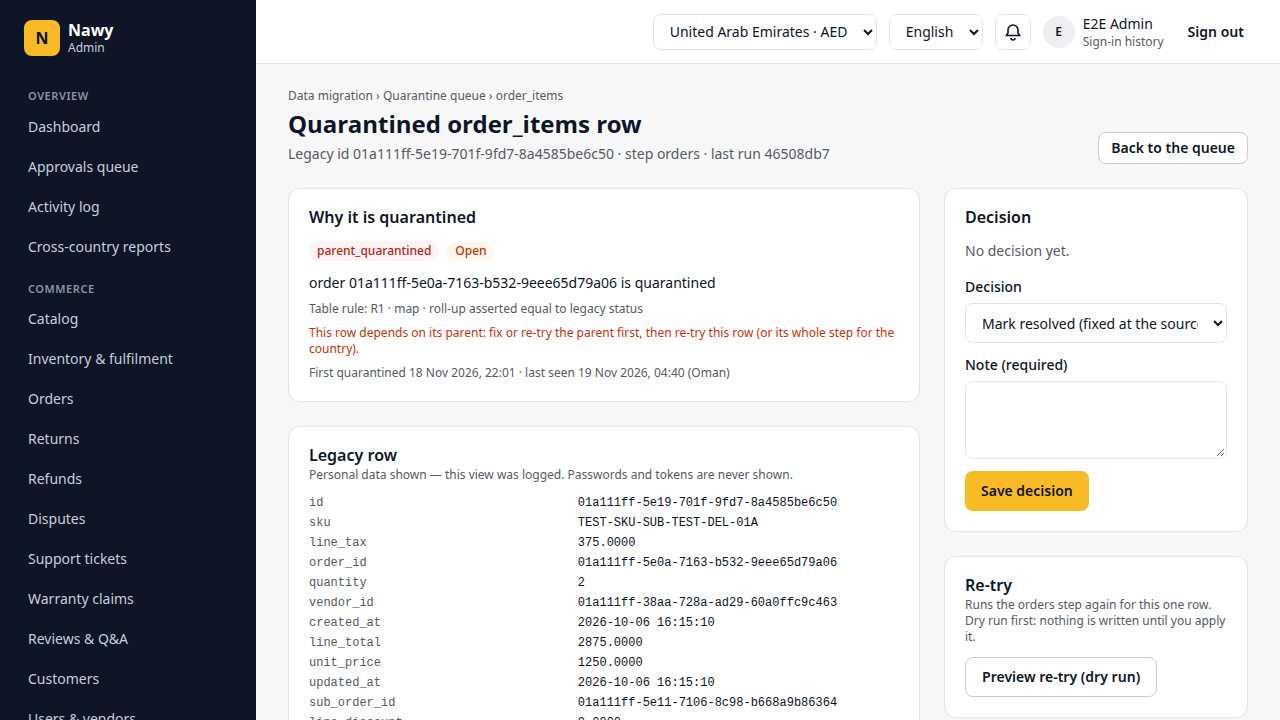 N
Nawy
Admin
OVERVIEW
Dashboard
Approvals queue
Activity log
Cross-country reports
COMMERCE
Catalog
Inventory & fulfilment
Orders
Returns
Refunds
Disputes
Support tickets
Warranty claims
Reviews & Q&A
Customers
Users & vendors
United Arab Emirates · AED
English
E
E2E Admin
Sign-in history
Sign out
Data migration › Quarantine queue › order_items
Quarantined order_items row
Legacy id 01a111ff-5e19-701f-9fd7-8a4585be6c50 · step orders · last run 46508db7
Back to the queue
Why it is quarantined
parent_quarantined Open
order 01a111ff-5e0a-7163-b532-9eee65d79a06 is quarantined
Table rule: R1 · map · roll-up asserted equal to legacy status
This row depends on its parent: fix or re-try the parent first, then re-try this row (or its whole step for the
country).
First quarantined 18 Nov 2026, 22:01 · last seen 19 Nov 2026, 04:40 (Oman)
Legacy row
Personal data shown — this view was logged. Passwords and tokens are never shown.
id 01a111ff-5e19-701f-9fd7-8a4585be6c50
sku TEST-SKU-SUB-TEST-DEL-01A
line_tax 375.0000
order_id 01a111ff-5e0a-7163-b532-9eee65d79a06
quantity 2
vendor_id 01a111ff-38aa-728a-ad29-60a0ffc9c463
created_at 2026-10-06 16:15:10
line_total 2875.0000
unit_price 1250.0000
updated_at 2026-10-06 16:15:10
sub_order_id 01a111ff-5e11-7106-8c98-b668a9b86364
line_discount 0.0000
Decision
No decision yet.
Decision
Mark resolved (fixed at the sourc
Note (required)
Save decision
Re-try
Runs the orders step again for this one row.
Dry run first: nothing is written until you apply
it.
Preview re-try (dry run)